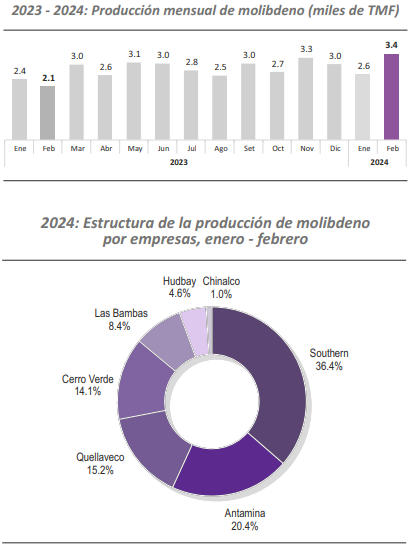 2023 - 2024: Producción mensual de molibdeno (miles de TMF)
2.4 2.1 3.0 2.6 3.1 3.0 2.8 2.5 3.0 2.7 3.3 3.0 2.6 3.4
Ene Feb Mar Abr May Jun Jul Ago Set Oct Nov Dic Ene Feb
2023 2024
2024: Estructura de la producción de molibdeno
por empresas, enero - febrero
Hudbay
4.6%
Chinalco
1.0%
Las Bambas
8.4%
Southern
36.4%
Cerro Verde
14.1%
Quellaveco
15.2%
Antamina
20.4%